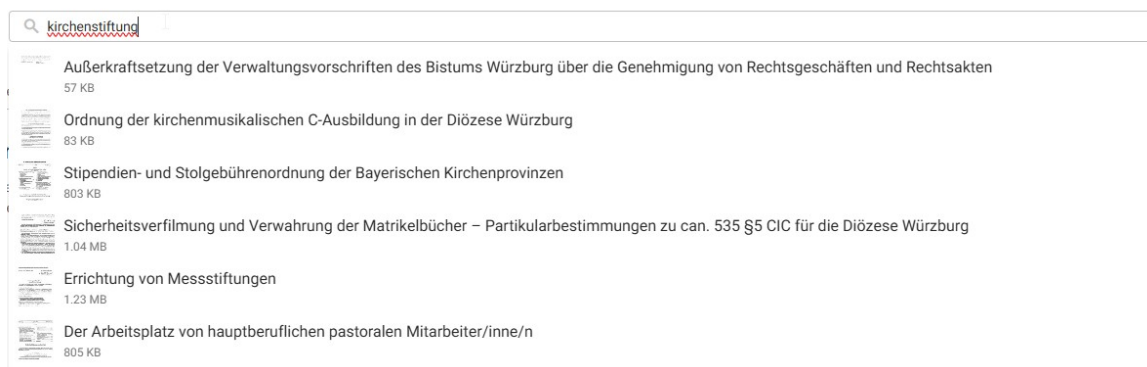 kirchenstiftung
Außerkraftsetzung der Verwaltungsvorschriften des Bistums Würzburg über die Genehmigung von Rechtsgeschäften und Rechtsakten
57 KB
Ordnung der kirchenmusikalischen C-Ausbildung in der Diözese Würzburg
83 KB
Stipendien- und Stolgebührenordnung der Bayerischen Kirchenprovinzen
803 KB
Sicherheitsverfilmung und Verwahrung der Matrikelbücher – Partikularbestimmungen zu can. 535 §5 CIC für die Diözese Würzburg
1.04 MB
Errichtung von Messstiftungen
1.23 MB
Der Arbeitsplatz von hauptberuflichen pastoralen Mitarbeiter/inne/n
805 KB